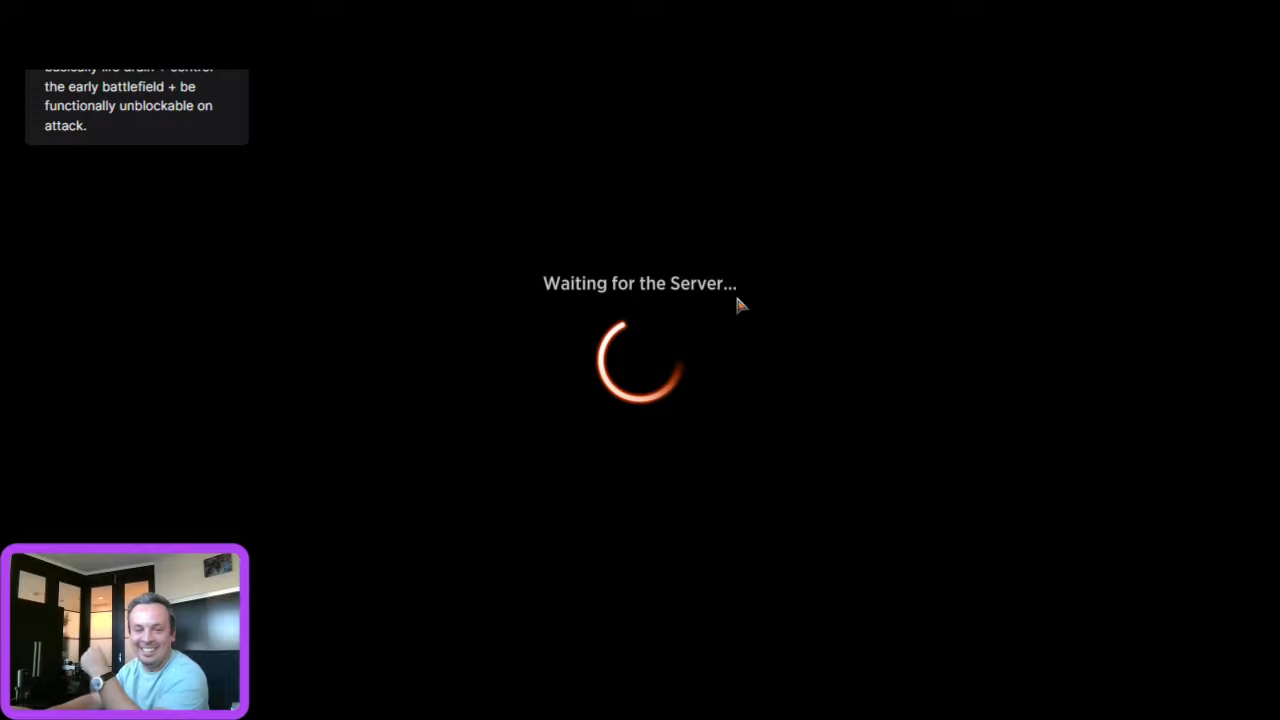 the early battlefield + be
functionally unblockable on
attack.
Waiting for the Server...